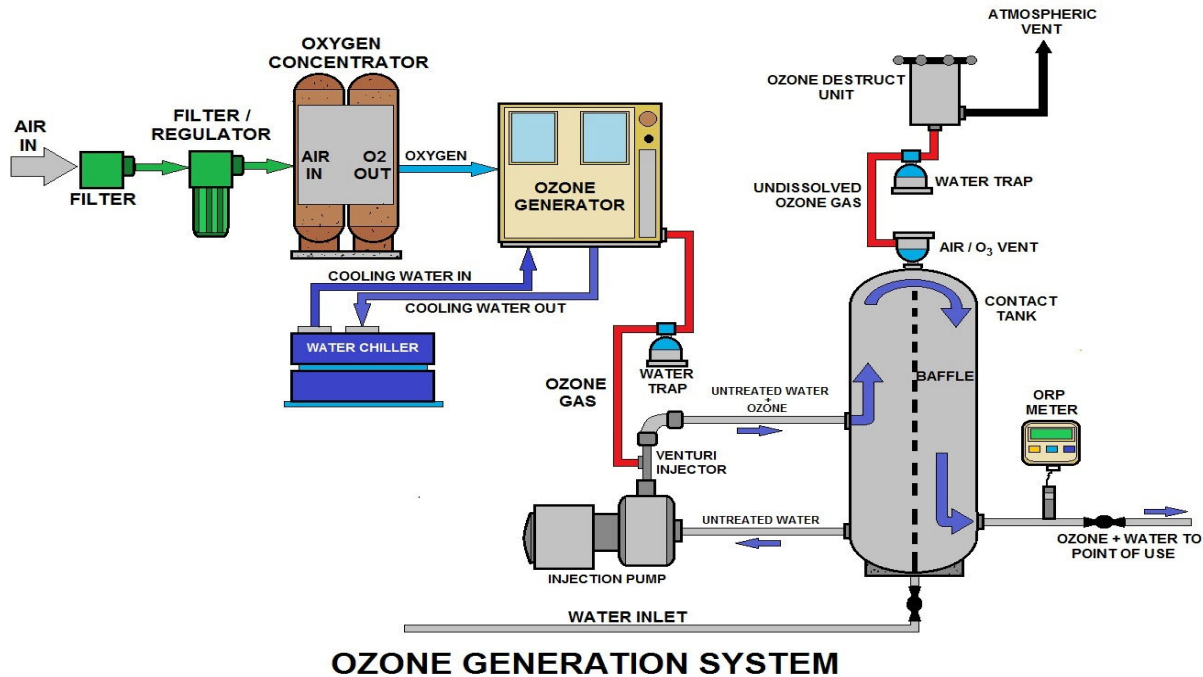 ATMOSPHERIC
VENT
OXYGEN
CONCENTRATOR
OZONE DESTRUCT
UNIT
FILTER /
REGULATOR
AIR
IN
AIR
IN
O2
OUT
OXYGEN
FILTER
OZONE
GENERATOR
WATER TRAP
UNDISSOLVED
OZONE GAS
AIR / O3 VENT
COOLING WATER IN
COOLING WATER OUT
CONTACT
TANK
WATER CHILLER
WATER
TRAP
OZONE
GAS
BAFFLE
UNTREATED WATER
+
OZONE
ORP
METER
VENTURI
INJECTOR
UNTREATED WATER
INJECTION PUMP
OZONE + WATER TO
POINT OF USE
WATER INLET
OZONE GENERATION SYSTEM